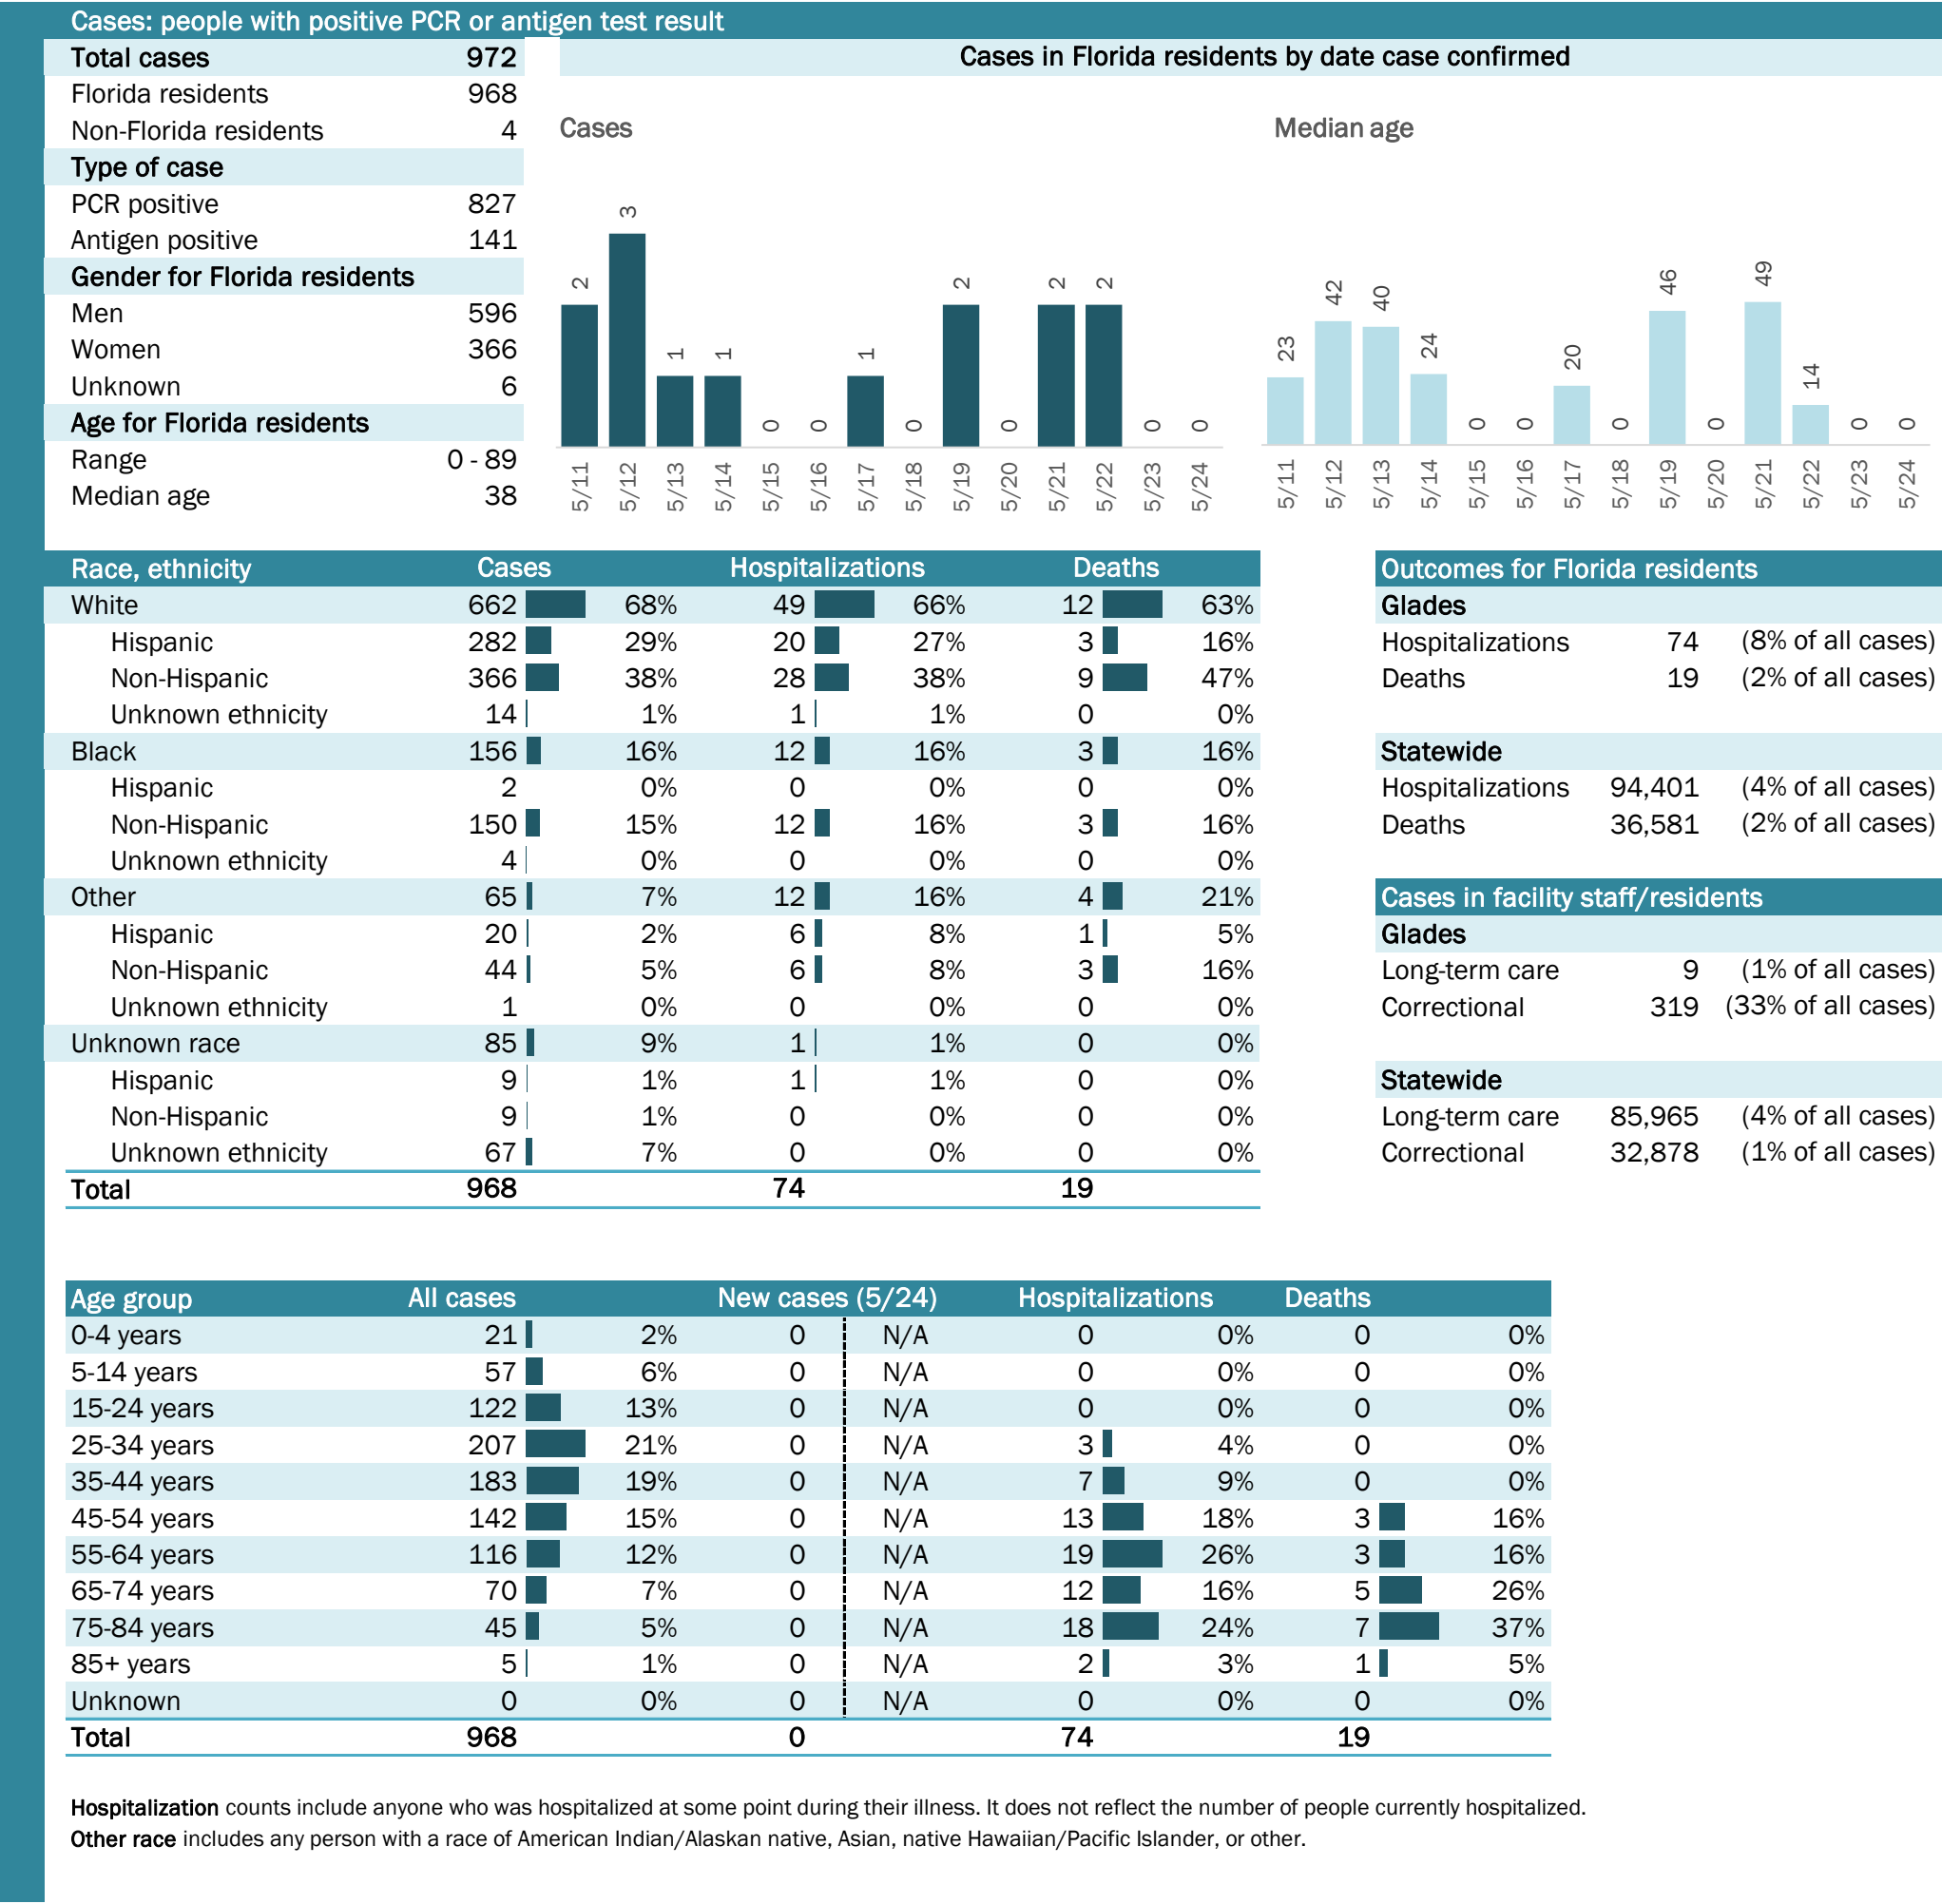 Cases: people with positive PCR or antigen test result
Total cases 972
Florida residents 968
Non-Florida residents 4
Type of case
PCR positive 827
Antigen positive 141
Gender for Florida residents
Men 596
Women 366
Unknown 6
Age for Florida residents
Range 0 - 89
Median age 38
Cases in Florida residents by date case confirmed
Cases
2 3 1 1 0 0 1 0 2 0 2 2 0 0
5/11 5/12 5/13 5/14 5/15 5/16 5/17 5/18 5/19 5/20 5/21 5/22 5/23 5/24
Median age
23 42 40 24 0 0 20 0 46 0 49 14 0 0
5/11 5/12 5/13 5/14 5/15 5/16 5/17 5/18 5/19 5/20 5/21 5/22 5/23 5/24
Race, ethnicity Cases Hospitalizations Deaths
White 662 68% 49 66% 12 63%
Hispanic 282 29% 20 27% 3 16%
Non-Hispanic 366 38% 28 38% 9 47%
Unknown ethnicity 14 1% 1 1% 0 0%
Black 156 16% 12 16% 3 16%
Hispanic 2 0% 0 0% 0 0%
Non-Hispanic 150 15% 12 16% 3 16%
Unknown ethnicity 4 0% 0 0% 0 0%
Other 65 7% 12 16% 4 21%
Hispanic 20 2% 6 8% 1 5%
Non-Hispanic 44 5% 6 8% 3 16%
Unknown ethnicity 1 0% 0 0% 0 0%
Unknown race 85 9% 1 1% 0 0%
Hispanic 9 1% 1 1% 0 0%
Non-Hispanic 9 1% 0 0% 0 0%
Unknown ethnicity 67 7% 0 0% 0 0%
Total 968 74 19
Outcomes for Florida residents
Glades
Hospitalizations 74 (8% of all cases)
Deaths 19 (2% of all cases)
Statewide
Hospitalizations 94,401 (4% of all cases)
Deaths 36,581 (2% of all cases)
Cases in facility staff/residents
Glades
Long-term care 9 (1% of all cases)
Correctional 319 (33% of all cases)
Statewide
Long-term care 85,965 (4% of all cases)
Correctional 32,878 (1% of all cases)
Age group All cases New cases (5/24) Hospitalizations Deaths
0-4 years 21 2% 0 N/A 0 0% 0 0%
5-14 years 57 6% 0 N/A 0 0% 0 0%
15-24 years 122 13% 0 N/A 0 0% 0 0%
25-34 years 207 21% 0 N/A 3 4% 0 0%
35-44 years 183 19% 0 N/A 7 9% 0 0%
45-54 years 142 15% 0 N/A 13 18% 3 16%
55-64 years 116 12% 0 N/A 19 26% 3 16%
65-74 years 70 7% 0 N/A 12 16% 5 26%
75-84 years 45 5% 0 N/A 18 24% 7 37%
85+ years 5 1% 0 N/A 2 3% 1 5%
Unknown 0 0% 0 N/A 0 0% 0 0%
Total 968 0 74 19
Hospitalization counts include anyone who was hospitalized at some point during their illness. It does not reflect the number of people currently hospitalized.
Other race includes any person with a race of American Indian/Alaskan native, Asian, native Hawaiian/Pacific Islander, or other.